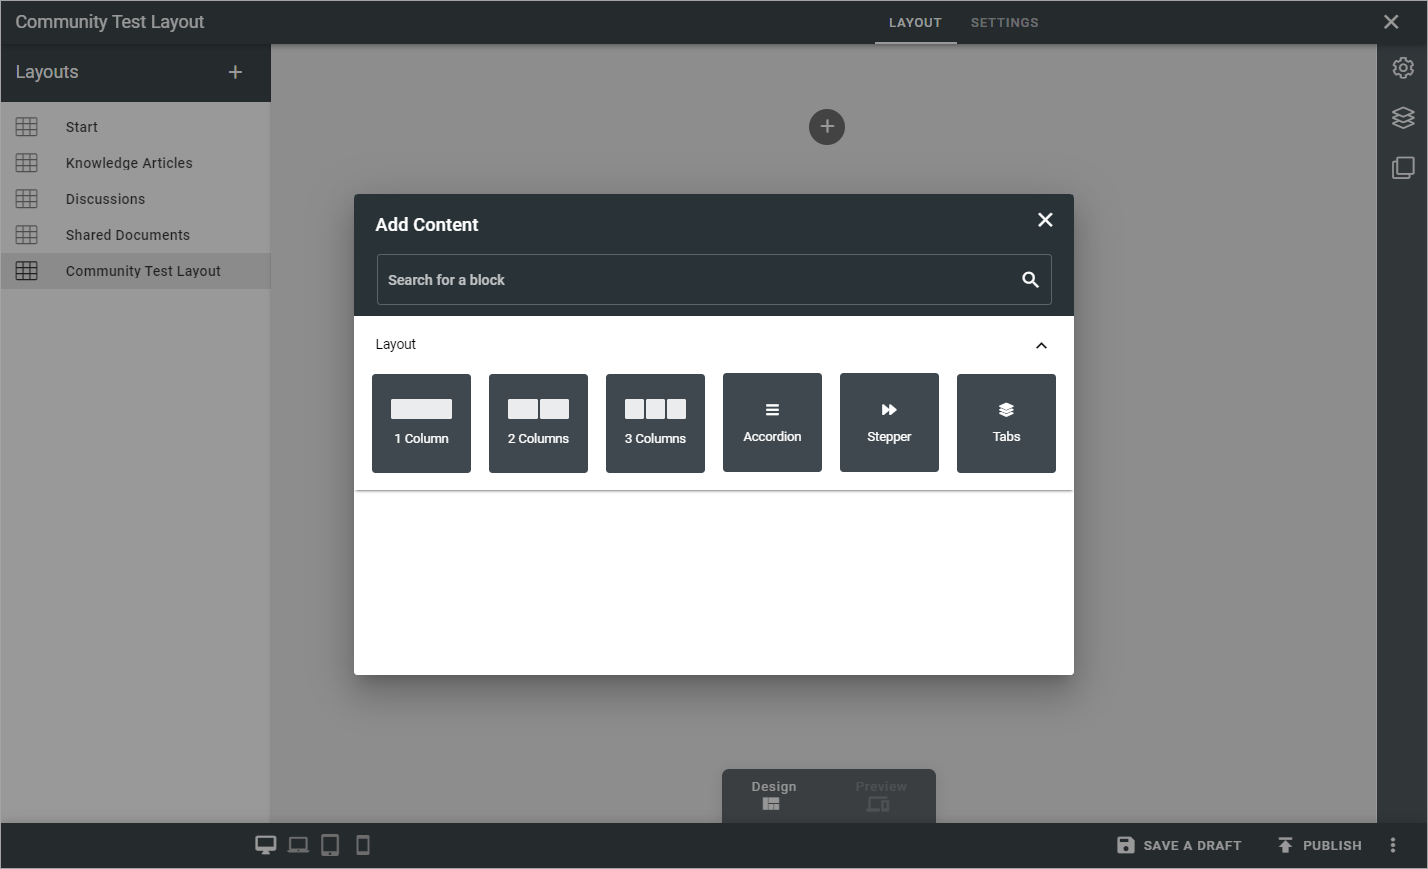 Community Test Layout
LAYOUT SETTINGS
Layouts
Start
Knowledge Articles
Discussions
Shared Documents
Community Test Layout
Add Content
Search for a block
Layout
1 Column
2 Columns
3 Columns
Accordion
Stepper
Tabs
Design
Preview
SAVE A DRAFT
PUBLISH